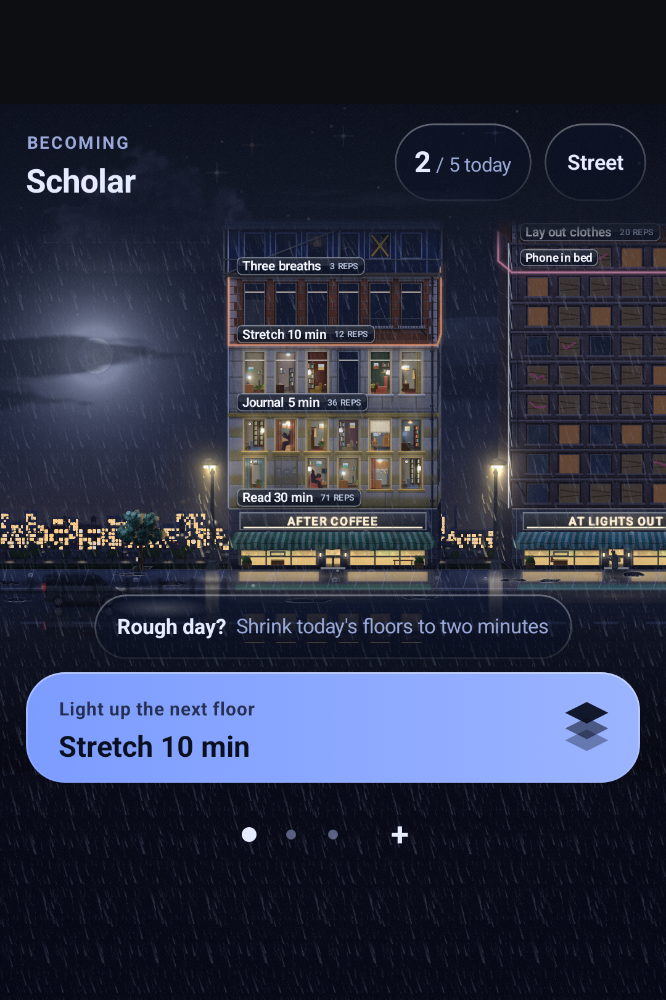 BECOMING
Scholar
2 / 5 today
Street
Lay out clothes 20 REPS
Phone in bed
Three breaths 3 REPS
Stretch 10 min 12 REPS
Journal 5 min 36 REPS
Read 30 min 71 REPS
AFTER COFFEE
AT LIGHTS OUT
Rough day? Shrink today's floors to two minutes
Light up the next floor
Stretch 10 min
+